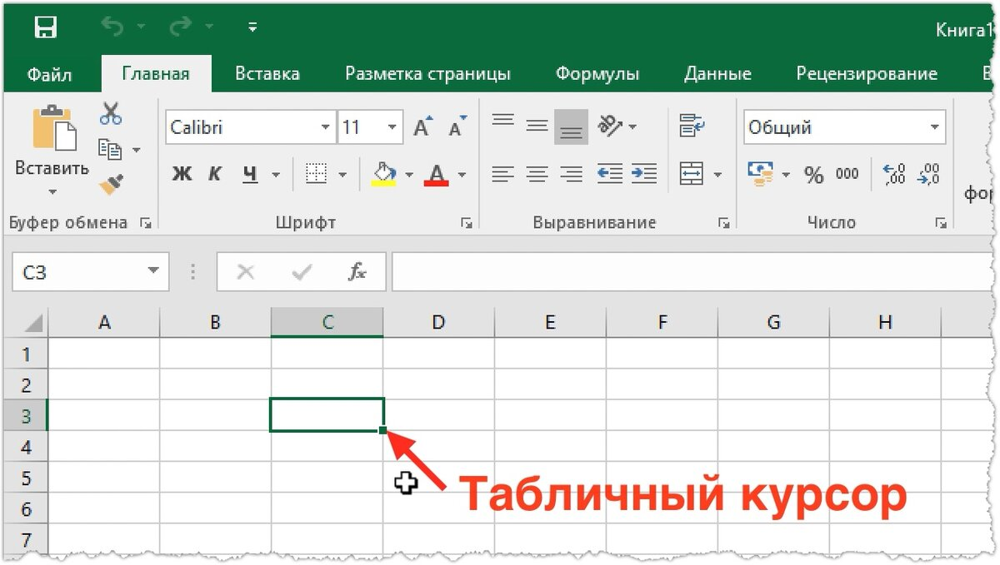 Книга1
Файл Главная Вставка Разметка страницы Формулы Данные Рецензирование
Calibri 11 Общий
Вставить Ж К Ч % 000 ,00
Буфер обмена Шрифт Выравнивание Число
C3 fx
A B C D E F G H
1
2
3
4
5
Табличный курсор
6
7